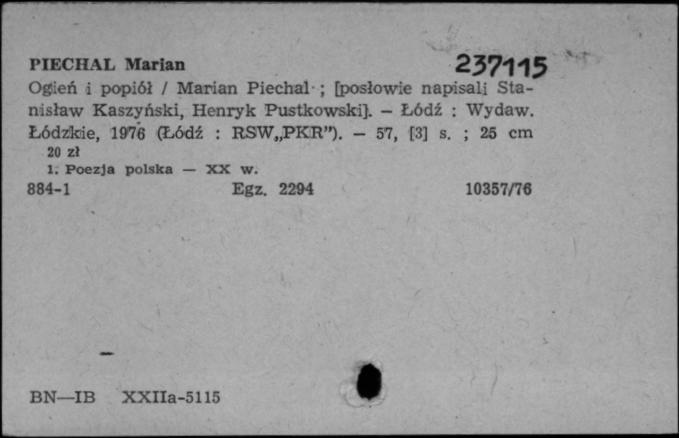 PIECHAL Marian 237115
Ogień i popiół / Marian Piechal ; [posłowie napisali Sta-
nisław Kaszyński, Henryk Pustkowski]. — Łódź : Wydaw.
Łódzkie, 1976 (Łódź : RSW„PKR”). — 57, [3] s. ; 25 cm
20 zł
1. Poezja polska — XX w.
884-1 Egz. 2294 10357/76
BN—IB XXIIa-5115